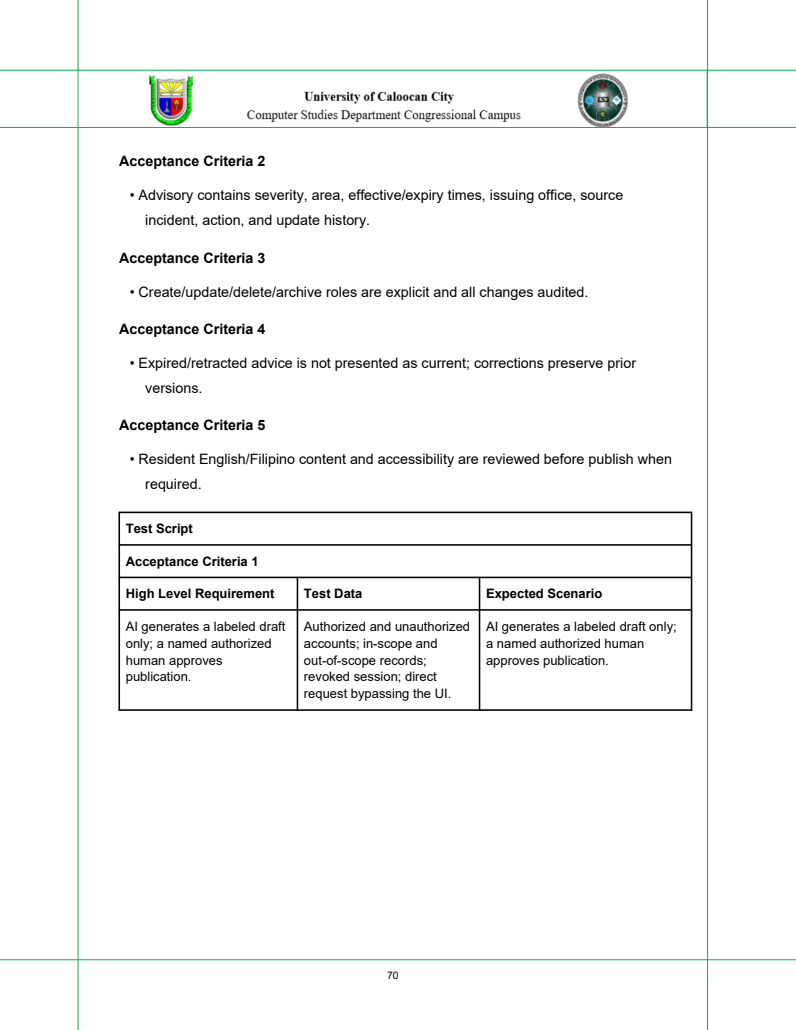 University of Caloocan City
Computer Studies Department Congressional Campus
Acceptance Criteria 2
• Advisory contains severity, area, effective/expiry times, issuing office, source
incident, action, and update history.
Acceptance Criteria 3
• Create/update/delete/archive roles are explicit and all changes audited.
Acceptance Criteria 4
• Expired/retracted advice is not presented as current; corrections preserve prior
versions.
Acceptance Criteria 5
• Resident English/Filipino content and accessibility are reviewed before publish when
required.
Test Script
Acceptance Criteria 1
High Level Requirement
Test Data
Expected Scenario
AI generates a labeled draft
only; a named authorized
human approves
publication.
Authorized and unauthorized
accounts; in-scope and
out-of-scope records;
revoked session; direct
request bypassing the UI.
AI generates a labeled draft only;
a named authorized human
approves publication.
70